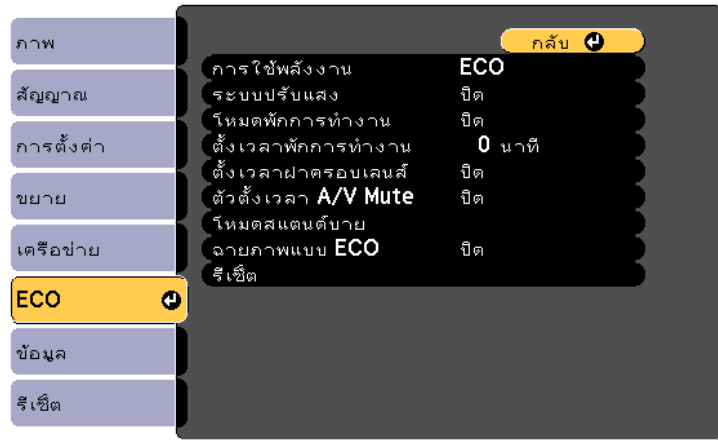 ภาพ
สัญญาณ
การตั้งค่า
ขยาย
เครือข่าย
ECO
ข้อมูล
รีเซ็ต
กลับ
การใช้พลังงาน ECO
ระบบปรับแสง ปิด
โหมดพักการทำงาน ปิด
ตั้งเวลาพักการทำงาน 0 นาที
ตั้งเวลาฝาครอบเลนส์ ปิด
ตัวตั้งเวลา A/V Mute ปิด
โหมดสแตนด์บาย
ฉายภาพแบบ ECO ปิด
รีเซ็ต